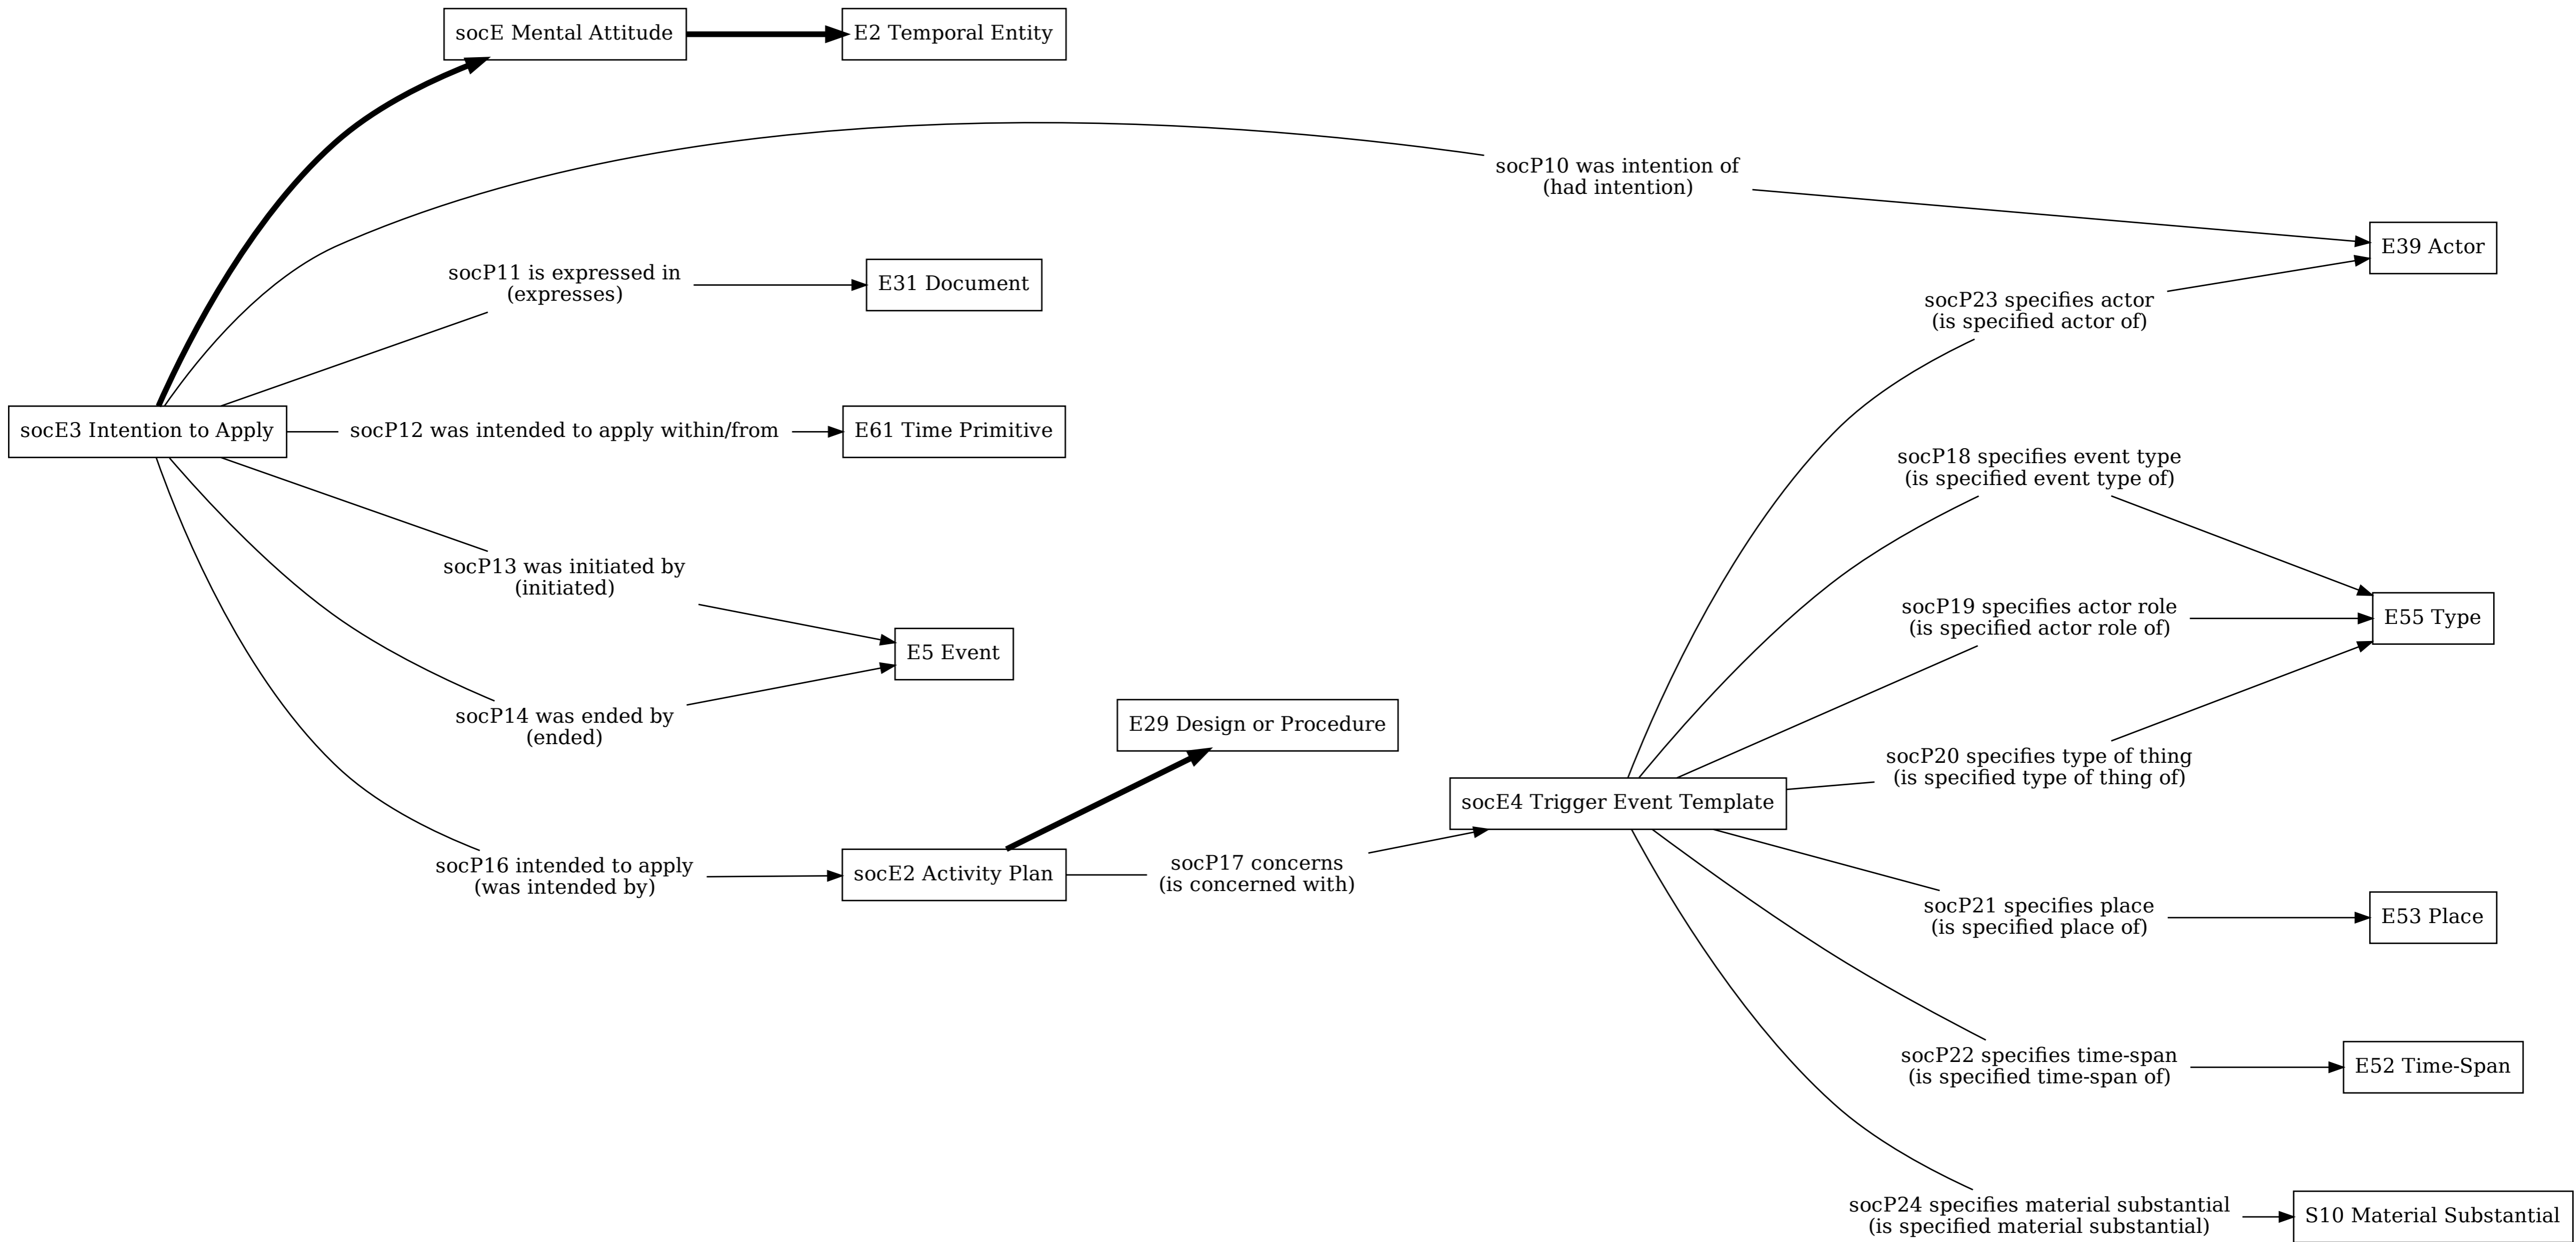 socE Mental Attitude
E2 Temporal Entity
socP10 was intention of
(had intention)
E39 Actor
socP11 is expressed in
(expresses)
E31 Document
socP23 specifies actor
(is specified actor of)
socE3 Intention to Apply
socP12 was intended to apply within/from
E61 Time Primitive
socP18 specifies event type
(is specified event type of)
socP13 was initiated by
(initiated)
socP19 specifies actor role
(is specified actor role of)
E55 Type
E5 Event
socP14 was ended by
(ended)
E29 Design or Procedure
socP20 specifies type of thing
(is specified type of thing of)
socE4 Trigger Event Template
socP16 intended to apply
(was intended by)
socE2 Activity Plan
socP17 concerns
(is concerned with)
socP21 specifies place
(is specified place of)
E53 Place
socP22 specifies time-span
(is specified time-span of)
E52 Time-Span
socP24 specifies material substantial
(is specified material substantial)
S10 Material Substantial